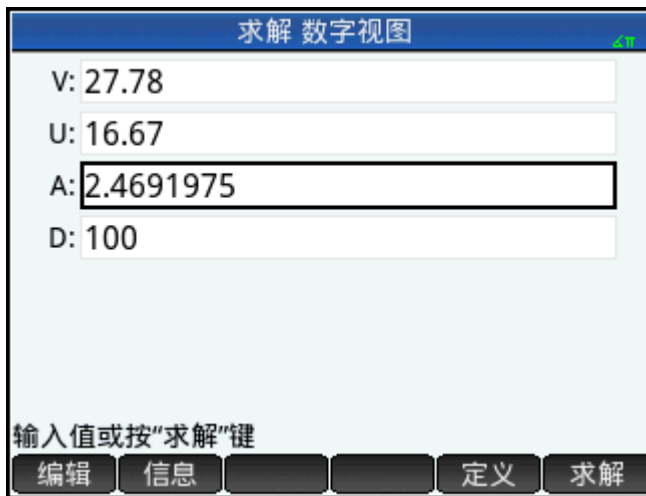 求解 数字视图
∡π
V: 27.78
U: 16.67
A: 2.4691975
D: 100
输入值或按“求解”键
编辑 信息 定义 求解